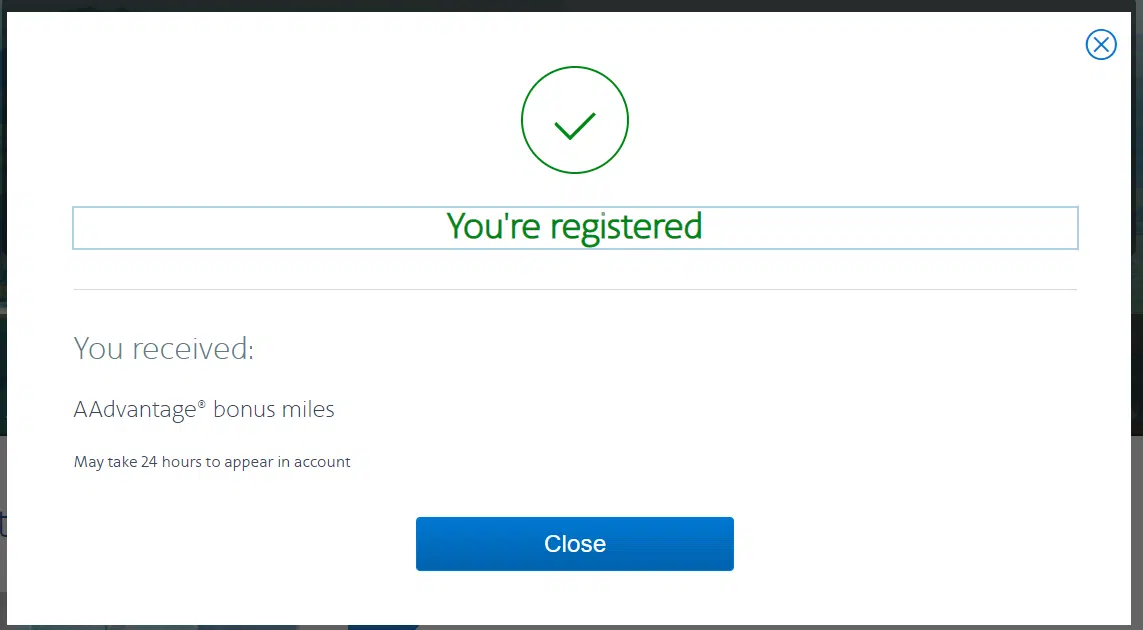 You're registered
You received:
AAdvantage® bonus miles
May take 24 hours to appear in account
Close